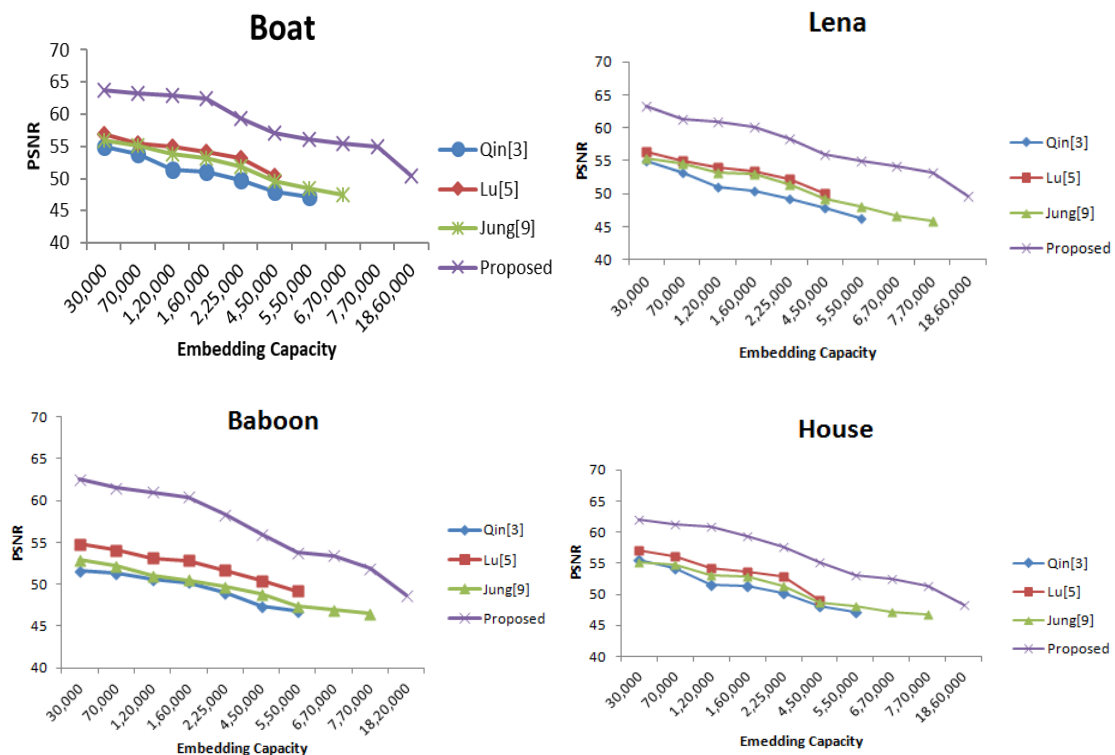 Boat
70
65
60
55
50
45
40
PSNR
30,000
70,000
1,20,000
1,60,000
2,25,000
4,50,000
5,50,000
6,70,000
7,70,000
18,60,000
Embedding Capacity
Qin[3]
Lu[5]
Jung[9]
Proposed
Lena
70
65
60
55
50
45
40
PSNR
30,000
70,000
1,20,000
1,60,000
2,25,000
4,50,000
5,50,000
6,70,000
7,70,000
18,60,000
Embedding Capacity
Qin[3]
Lu[5]
Jung[9]
Proposed
Baboon
70
65
60
55
50
45
40
PSNR
30,000
70,000
1,20,000
1,60,000
2,25,000
4,50,000
5,50,000
6,70,000
7,70,000
18,20,000
Embedding Capacity
Qin[3]
Lu[5]
Jung[9]
Proposed
House
70
65
60
55
50
45
40
PSNR
30,000
70,000
1,20,000
1,60,000
2,25,000
4,50,000
5,50,000
6,70,000
7,70,000
18,60,000
Emedding Capacity
Qin[3]
Lu[5]
Jung[9]
Proposed